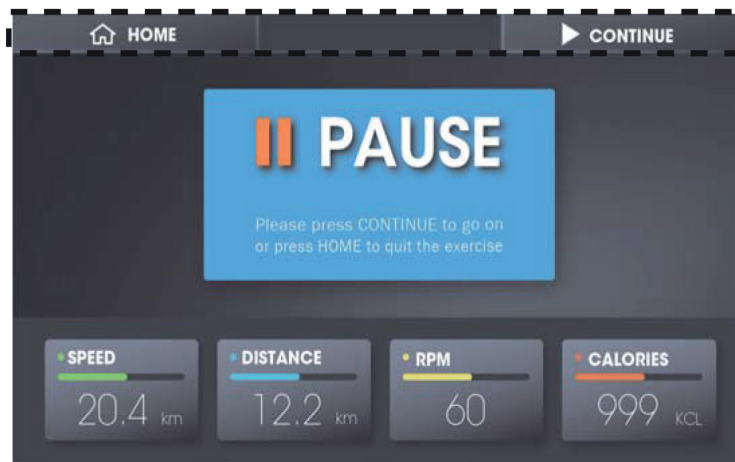 HOME
CONTINUE
PAUSE
Please press CONTINUE to go on
or press HOME to quit the exercise
SPEED
20.4 km
DISTANCE
12.2 km
RPM
60
CALORIES
999 KCL